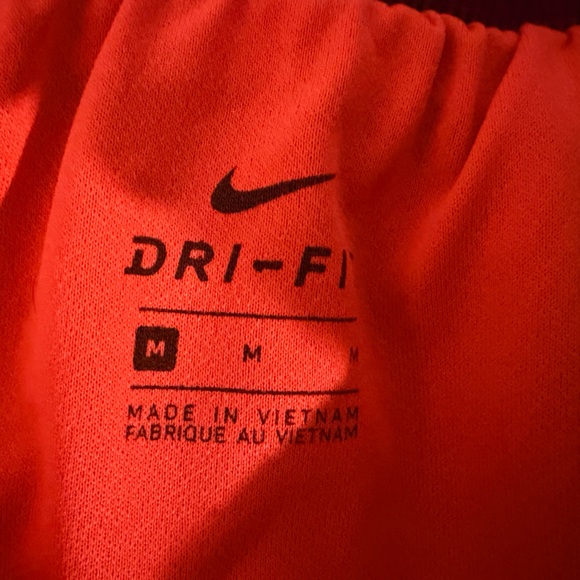 DRI-FI
M M M
MADE IN VIETNAM
FABRIQUE AU VIETNAM